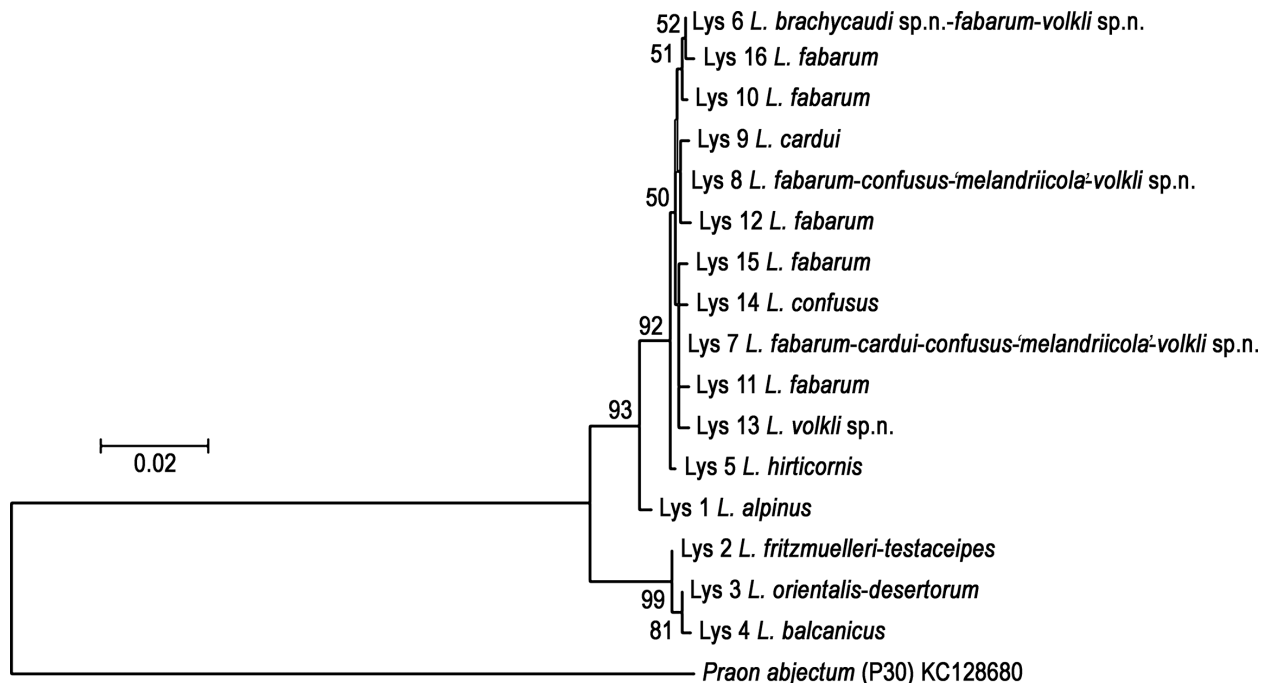 52
Lys 6 L. brachycaudi sp.n.-fabarum-volkli sp.n.
51
Lys 16 L. fabarum
Lys 10 L. fabarum
Lys 9 L. cardui
Lys 8 L. fabarum-confusus-‘melandriicola’-volkli sp.n.
50
Lys 12 L. fabarum
Lys 15 L. fabarum
Lys 14 L. confusus
92
Lys 7 L. fabarum-cardui-confusus-‘melandriicola’-volkli sp.n.
Lys 11 L. fabarum
93
Lys 13 L. volkli sp.n.
0.02
Lys 5 L. hirticornis
Lys 1 L. alpinus
Lys 2 L. fritzmuelleri-testaceipes
Lys 3 L. orientalis-desertorum
99
81
Lys 4 L. balcanicus
Praon abjectum (P30) KC128680